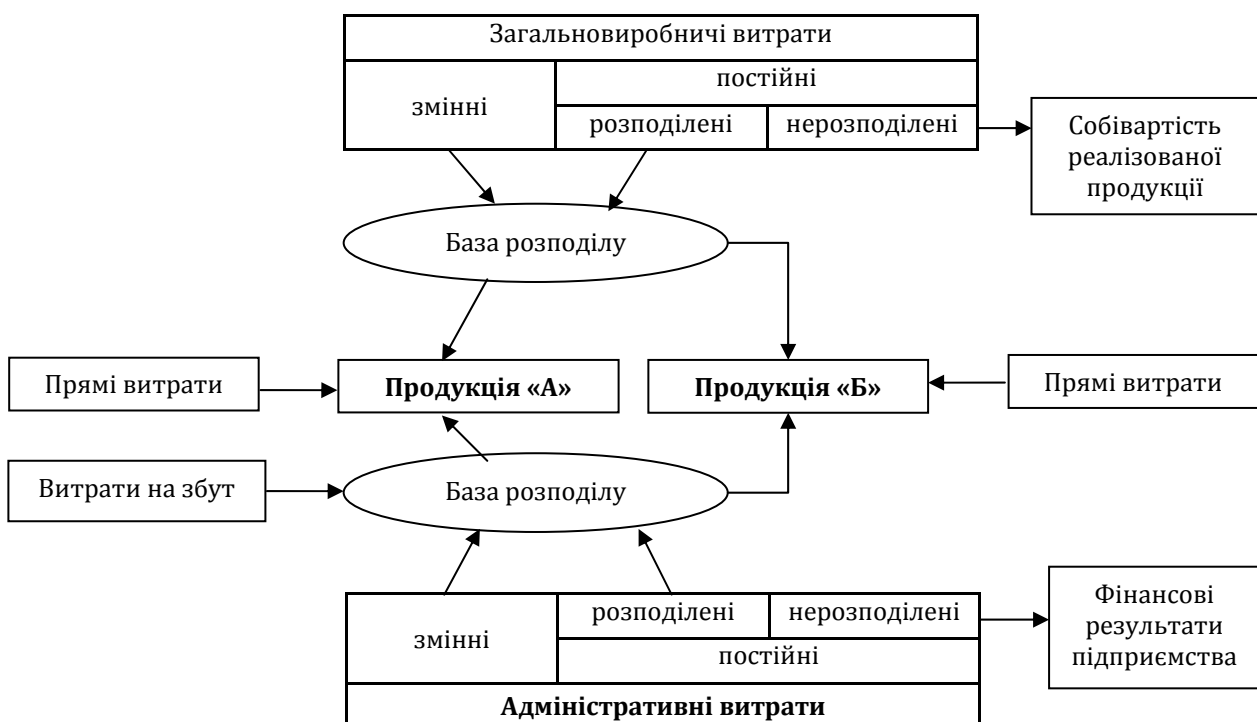 Загальновиробничі витрати
змінні
постійні
розподілені
нерозподілені
Собівартість
реалізованої
продукції
База розподілу
Прямі витрати
Продукція «А»
Продукція «Б»
Прямі витрати
Витрати на збут
База розподілу
змінні
розподілені
нерозподілені
постійні
Адміністративні витрати
Фінансові
результати
підприємства